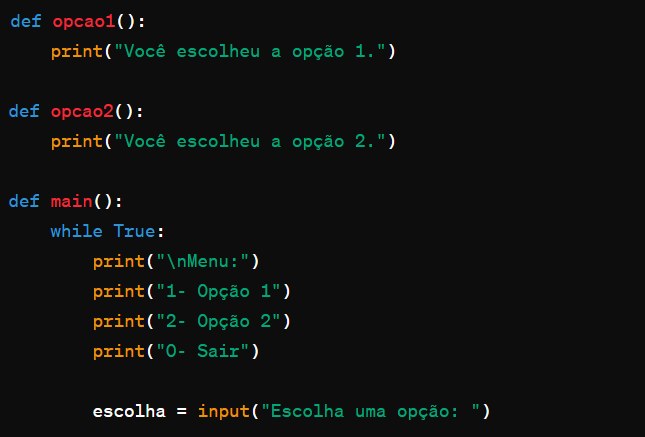 def opcao1():
    print("Você escolheu a opção 1.")
def opcao2():
    print("Você escolheu a opção 2.")
def main():
    while True:
        print("\nMenu:")
        print("1- Opção 1")
        print("2- Opção 2")
        print("0- Sair")
        escolha = input("Escolha uma opção: ")